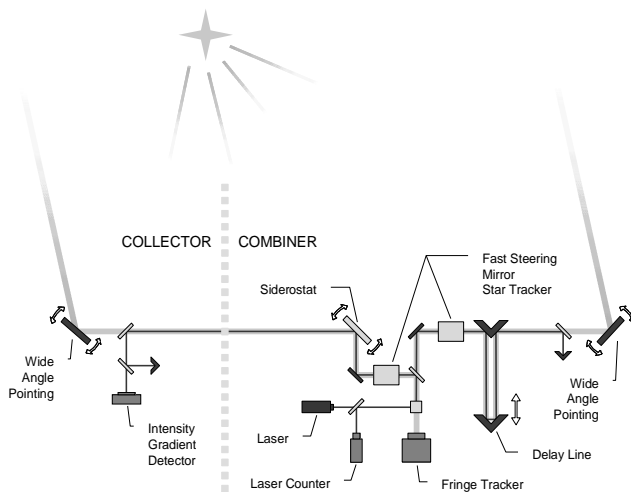 COLLECTOR
COMBINER
Fast Steering
Mirror
Star Tracker
Siderostat
Wide
Angle
Pointing
Wide
Angle
Pointing
Intensity
Gradient
Detector
Laser
Laser Counter
Fringe Tracker
Delay Line